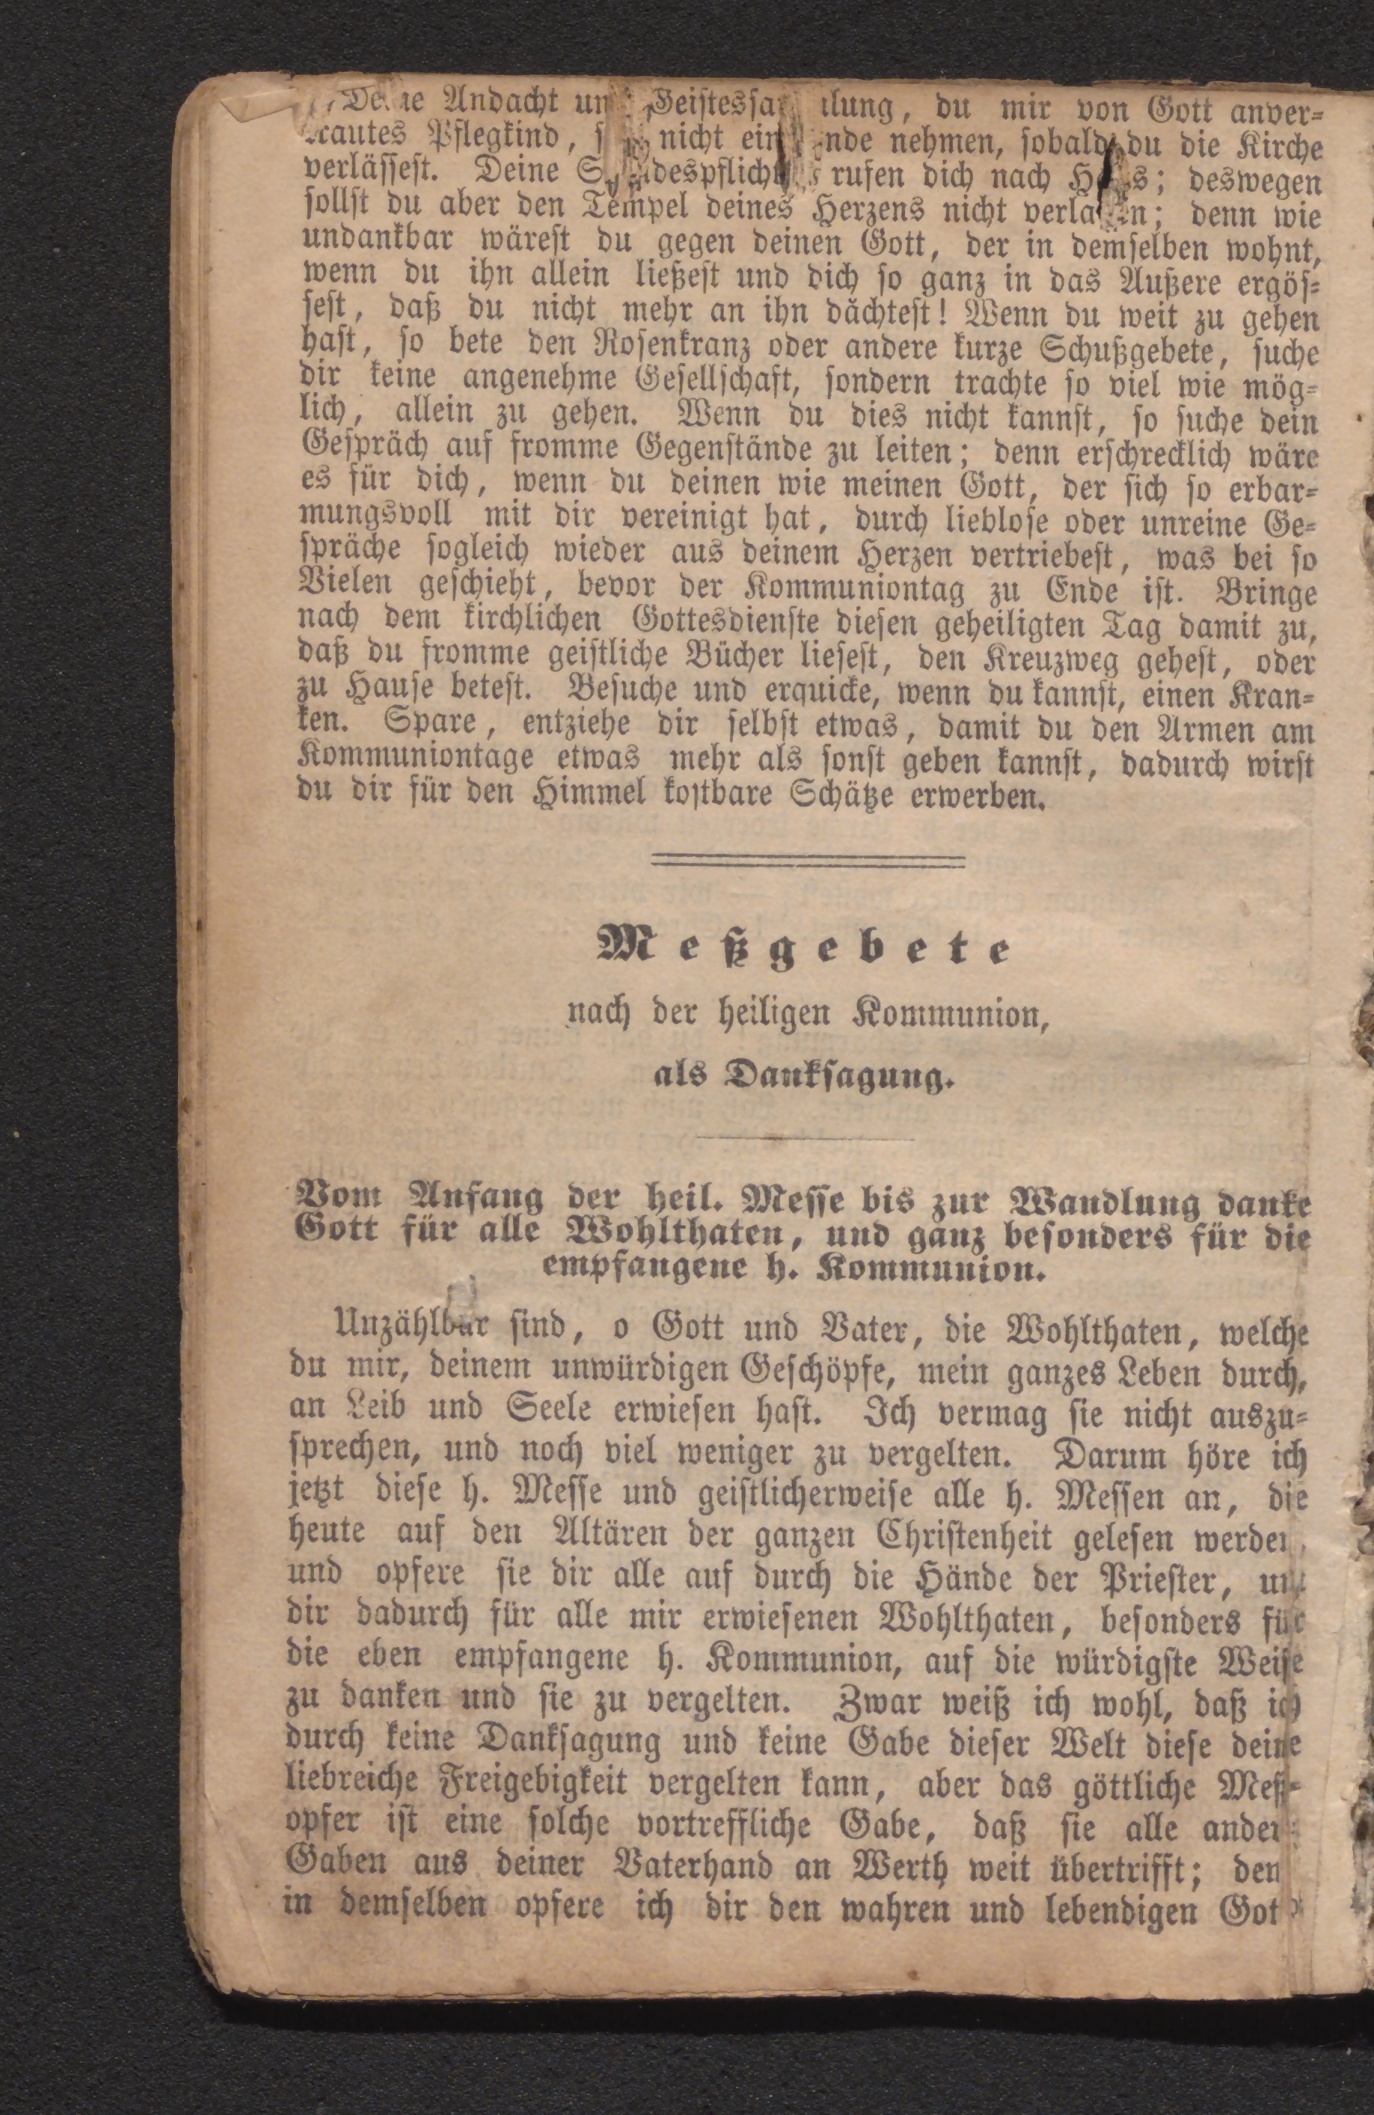 Andacht Geistessa lung, du mir von Gott anver-
trautes Pflegkind, nicht ein nehmen, sobald du die Kirche
verlässest. Deine rufen dich nach deswegen
sollst du aber den Tempel deines Herzens nicht denn wie
undankbar wärest du gegen deinen Gott, der in demselben wohnt,
wenn du ihn allein ließest und dich so ganz in das Außere ergös-
sest, daß du nicht mehr an ihn dächtest! Wenn du weit zu gehen
hast, so bete den Rosenkranz oder andere kurze Schußgebete, suche
dir keine angenehme Gesellschaft, sondern trachte so viel wie mög-
lich, allein zu gehen. Wenn du dies nicht kannst, so suche dein
Gespräch auf fromme Gegenstände zu leiten; denn erschrecklich wäre
es für dich, wenn du deinen wie meinen Gott, der sich so erbar-
mungsvoll mit dir vereinigt hat, durch lieblose oder unreine Ge-
spräche sogleich wieder aus deinem Herzen vertriebest, was bei so
Vielen geschieht, bevor der Kommuniontag zu Ende ist. Bringe
nach dem kirchlichen Gottesdienste diesen geheiligten Tag damit zu,
daß du fromme geistliche Bücher liesest, den Kreuzweg gehest, oder
zu Hause betest. Besuche und erquicke, wenn du kannst, einen Kran-
ken. Spare, entziehe dir selbst etwas, damit du den Armen am
Kommuniontage etwas mehr als sonst geben kannst, dadurch wirst
du dir für den Himmel kostbare Schätze erwerben.
Meßgebete
nach der heiligen Kommunion,
als Danksagung.
Vom Anfang der heil. Messe bis zur Wandlung danke
Gott für alle Wohlthaten, und ganz besonders für die
empfangene h. Kommunion.
Unzählbar sind, o Gott und Vater, die Wohlthaten, welche
du mir, deinem unwürdigen Geschöpfe, mein ganzes Leben durch,
an Leib und Seele erwiesen hast. Ich vermag sie nicht auszu-
sprechen, und noch viel weniger zu vergelten. Darum höre ich
jetzt diese h. Messe und geistlicherweise alle h. Messen an, die
heute auf den Altären der ganzen Christenheit gelesen werden,
und opfere sie dir alle auf durch die Hände der Priester, um
dir dadurch für alle mir erwiesenen Wohlthaten, besonders für
die eben empfangene h. Kommunion, auf die würdigste Weise
zu danken und sie zu vergelten. Zwar weiß ich wohl, daß ich
durch keine Danksagung und keine Gabe dieser Welt diese deine
liebreiche Freigebigkeit vergelten kann, aber das göttliche Meß-
opfer ist eine solche vortreffliche Gabe, daß sie alle ander
Gaben aus deiner Vaterhand an Werth weit übertrifft; den
in demselben opfere ich dir den wahren und lebendigen Got